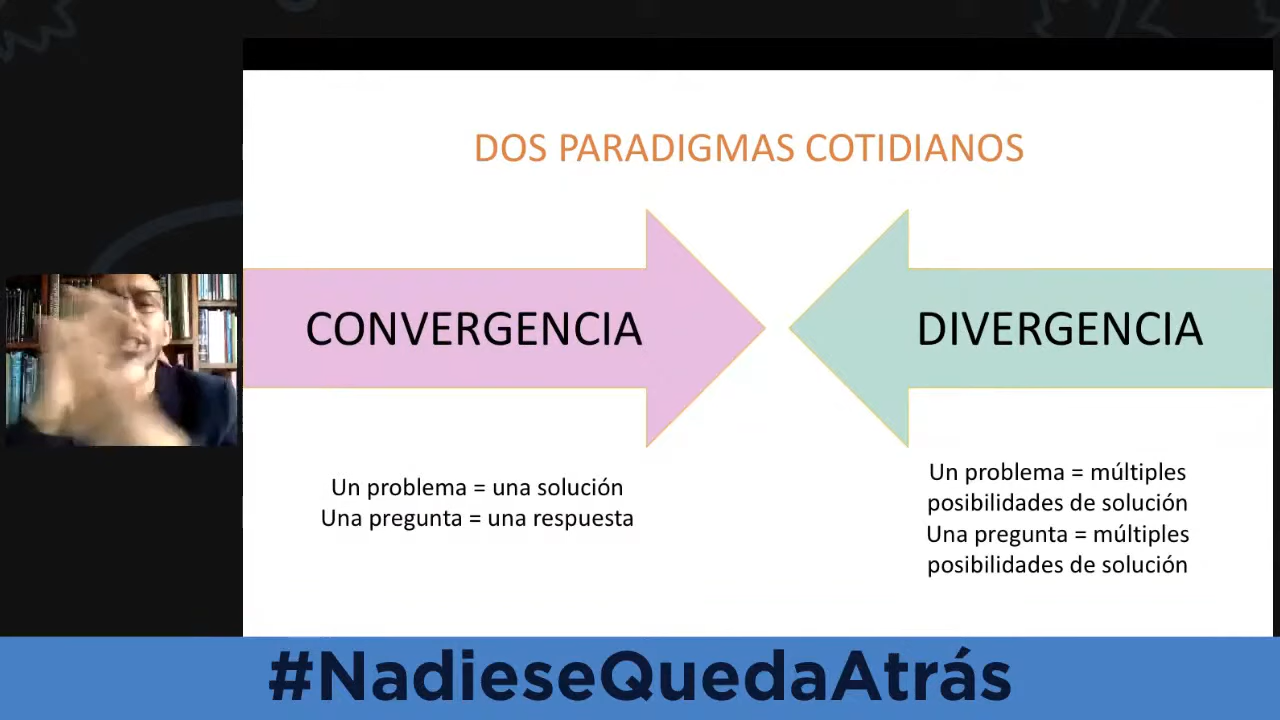 DOS PARADIGMAS COTIDIANOS
CONVERGENCIA
DIVERGENCIA
Un problema = una solución
Una pregunta = una respuesta
Un problema = múltiples
posibilidades de solución
Una pregunta = múltiples
posibilidades de solución
#NadieseQuedaAtrás